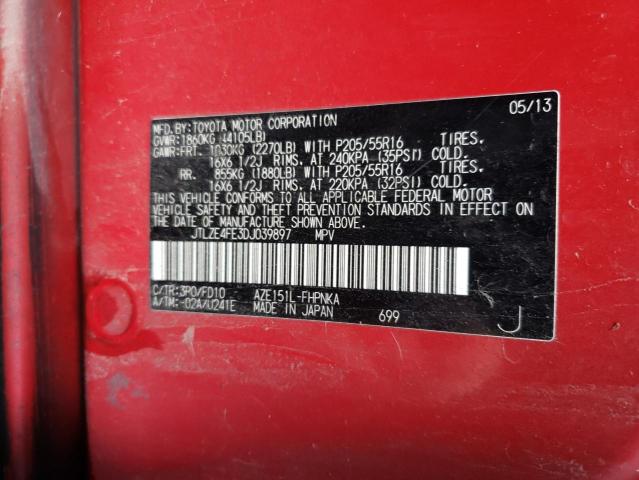 05/13
MFD.BY:TOYOTA MOTOR CORPORATION
GVWR:1860KG (4105LB)
GAWR:FRT. 1030KG (2270LB) WITH P205/55R16 TIRES.
16X6 1/2J RIMS. AT 240KPA (35PSI) COLD.
RR. 855KG (1880LB) WITH P205/55R16 TIRES.
16X6 1/2J RIMS. AT 220KPA (32PSI) COLD.
THIS VEHICLE CONFORMS TO ALL APPLICABLE FEDERAL MOTOR
VEHICLE SAFETY AND THEFT PREVENTION STANDARDS IN EFFECT ON
THE DATE OF MANUFACTURE SHOWN ABOVE.
JTLZE4FE3DJ039897 MPV
C/TR:3P0/FD10 AZE151L-FHPNKA
A/TM:-02A/U241E MADE IN JAPAN 699 J